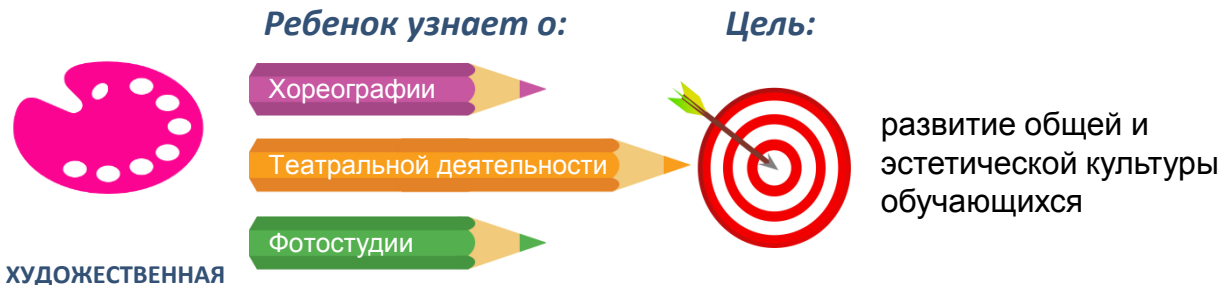 Ребенок узнает о:
Цель:
Хореографии
Театральной деятельности
Фотостудии
развитие общей и
эстетической культуры
обучающихся
ХУДОЖЕСТВЕННАЯ